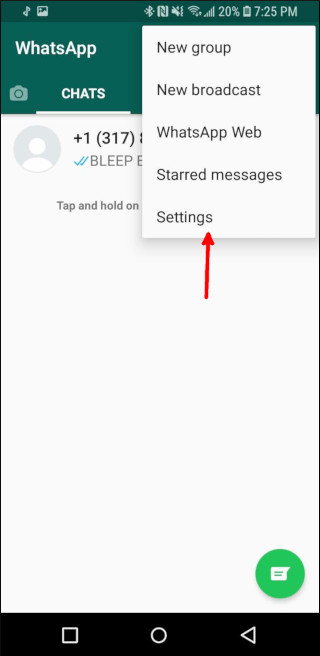 20% 7:25 PM
WhatsApp
CHATS
New group
New broadcast
WhatsApp Web
Starred messages
Settings
+1 (317)
BLEEP
Tap and hold on